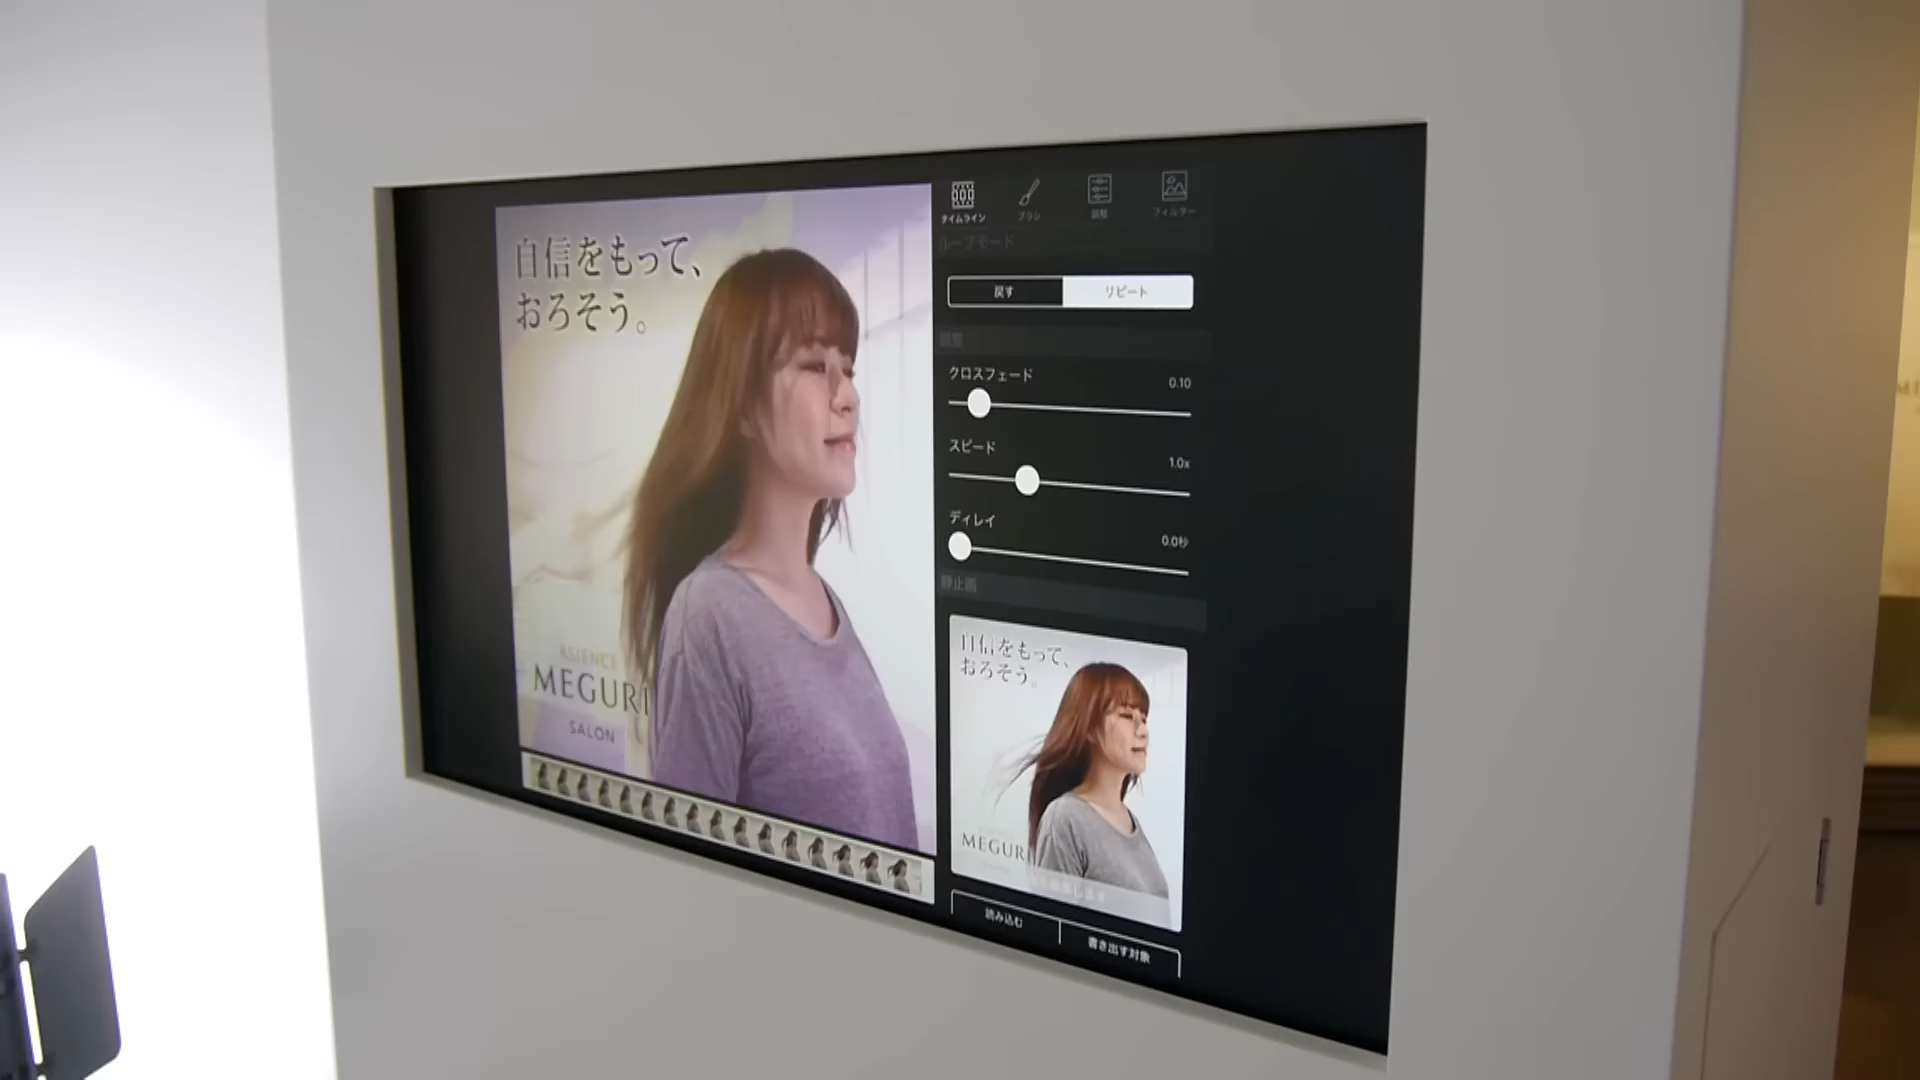 自信をもって、
おろそう。
ASIENCE
MEGURI
SALON
タイムライン
ブラシ
調整
フィルター
ループモード
戻す
リピート
調整
クロスフェード
0.10
スピード
1.0x
ディレイ
0.0秒
静止画
自信をもって、
おろそう。
MEGURI
読み込む
書き出す対象